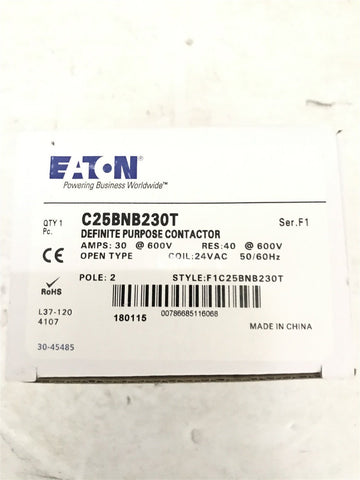 EATON
Powering Business Worldwide™
QTY 1 Pc.
C25BNB230T
Ser.F1
DEFINITE PURPOSE CONTACTOR
AMPS: 30 @ 600V RES:40 @ 600V
OPEN TYPE COIL:24VAC 50/60Hz
CE
POLE: 2 STYLE:F1C25BNB230T
RoHS
L37-120
4107
180115
00786685116068
MADE IN CHINA
30-45485